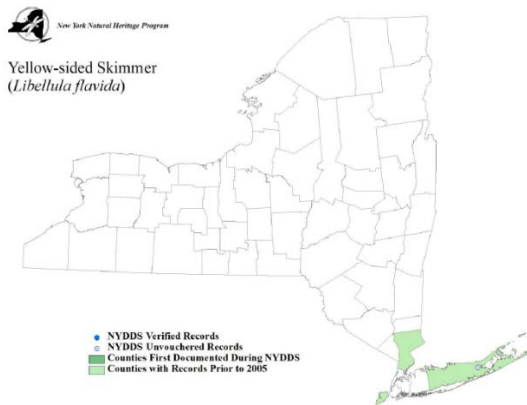 New York Natural Heritage Program
Yellow-sided Skimmer
(Libellula flavida)
NYDDS Verified Records
NYDDS Unvouchered Records
Counties First Documented During NYDDS
Counties with Records Prior to 2005